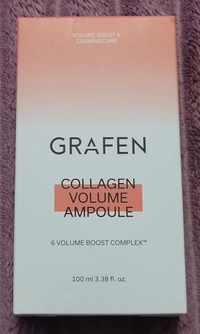 VOLUME BOOST &
CALMING CARE
GRAFEN
COLLAGEN
VOLUME
AMPOULE
6 VOLUME BOOST COMPLEX™
100 ml 3.38 fl. oz.